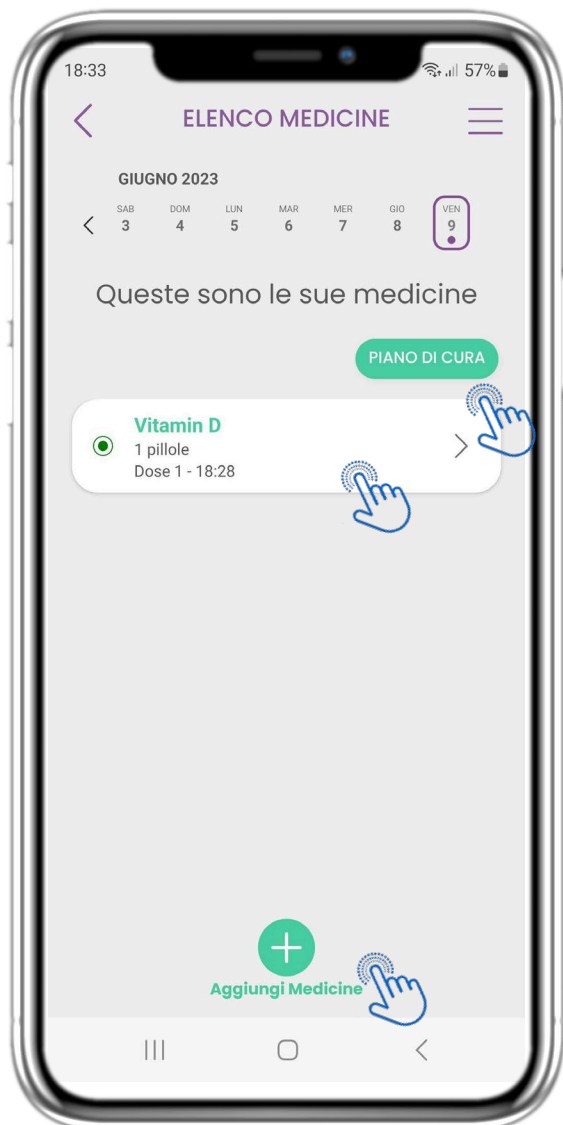 18:33 57%
ELENCO MEDICINE
GIUGNO 2023
SAB DOM LUN MAR MER GIO VEN
3 4 5 6 7 8 9
Queste sono le sue medicine
PIANO DI CURA
Vitamin D
1 pillole
Dose 1 - 18:28
Aggiungi Medicine